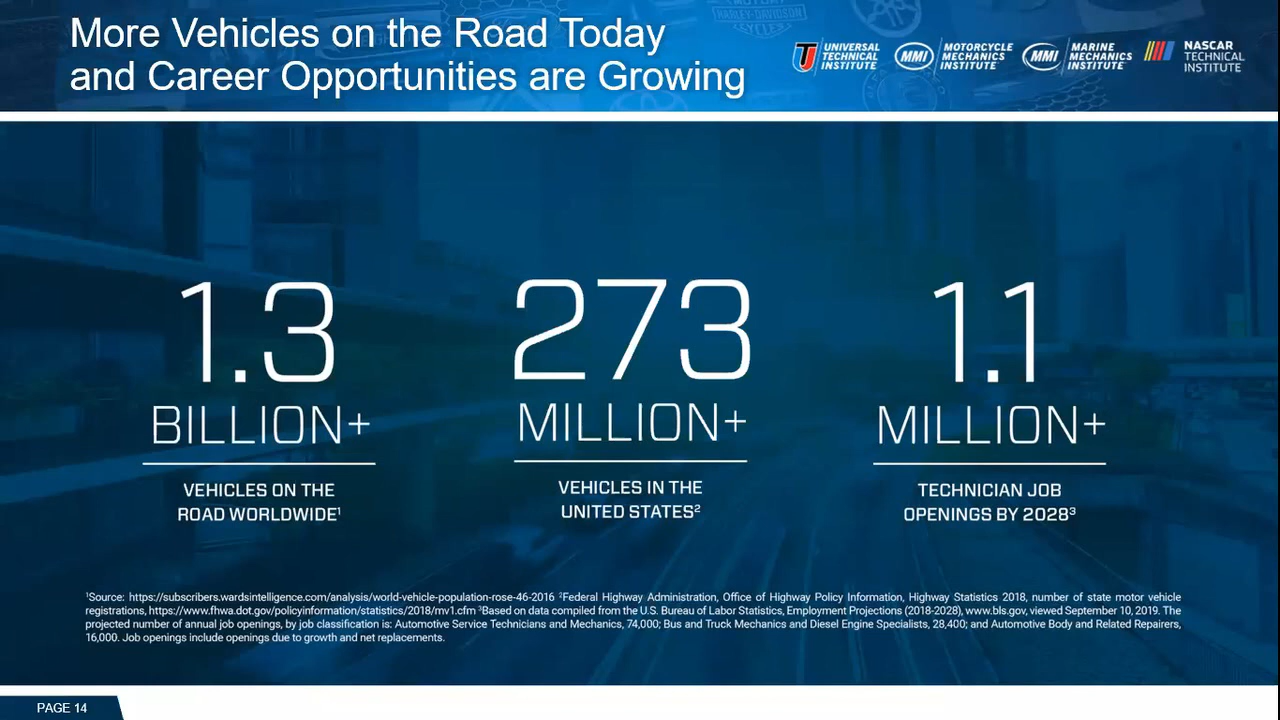 More Vehicles on the Road Today
and Career Opportunities are Growing
UNIVERSAL
TECHNICAL
INSTITUTE
MMI
MOTORCYCLE
MECHANICS
INSTITUTE
MMI
MARINE
MECHANICS
INSTITUTE
NASCAR
TECHNICAL
INSTITUTE
HARLEY-DAVIDSON
CYCLES
1.3
BILLION+
VEHICLES ON THE
ROAD WORLDWIDE¹
273
MILLION+
VEHICLES IN THE
UNITED STATES²
1.1
MILLION+
TECHNICIAN JOB
OPENINGS BY 2028³
¹Source: https://subscribers.wardsintelligence.com/analysis/world-vehicle-population-rose-46-2016 ²Federal Highway Administration, Office of Highway Policy Information, Highway Statistics 2018, number of state motor vehicle
registrations, https://www.fhwa.dot.gov/policyinformation/statistics/2018/mv1.cfm ³Based on data compiled from the U.S. Bureau of Labor Statistics, Employment Projections (2018-2028), www.bls.gov, viewed September 10, 2019. The
projected number of annual job openings, by job classification is: Automotive Service Technicians and Mechanics, 74,000; Bus and Truck Mechanics and Diesel Engine Specialists, 28,400; and Automotive Body and Related Repairers,
16,000. Job openings include openings due to growth and net replacements.
PAGE 14